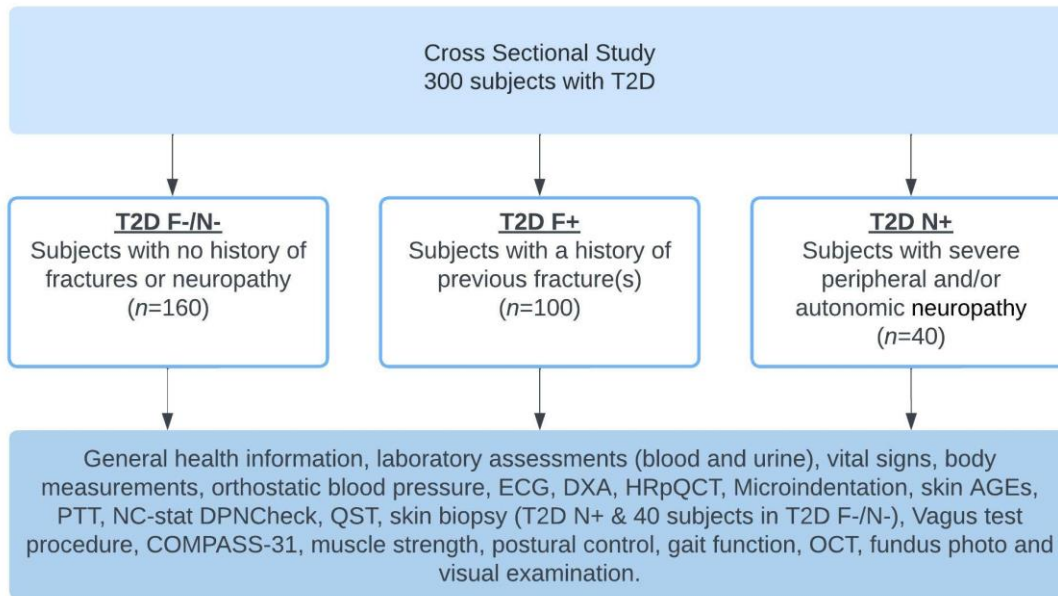 Cross Sectional Study
300 subjects with T2D
T2D F-/N-
Subjects with no history of
fractures or neuropathy
(n=160)
T2D F+
Subjects with a history of
previous fracture(s)
(n=100)
T2D N+
Subjects with severe
peripheral and/or
autonomic neuropathy
(n=40)
General health information, laboratory assessments (blood and urine), vital signs, body
measurements, orthostatic blood pressure, ECG, DXA, HRpQCT, Microindentation, skin AGEs,
PTT, NC-stat DPNCheck, QST, skin biopsy (T2D N+ & 40 subjects in T2D F-/N-), Vagus test
procedure, COMPASS-31, muscle strength, postural control, gait function, OCT, fundus photo and
visual examination.